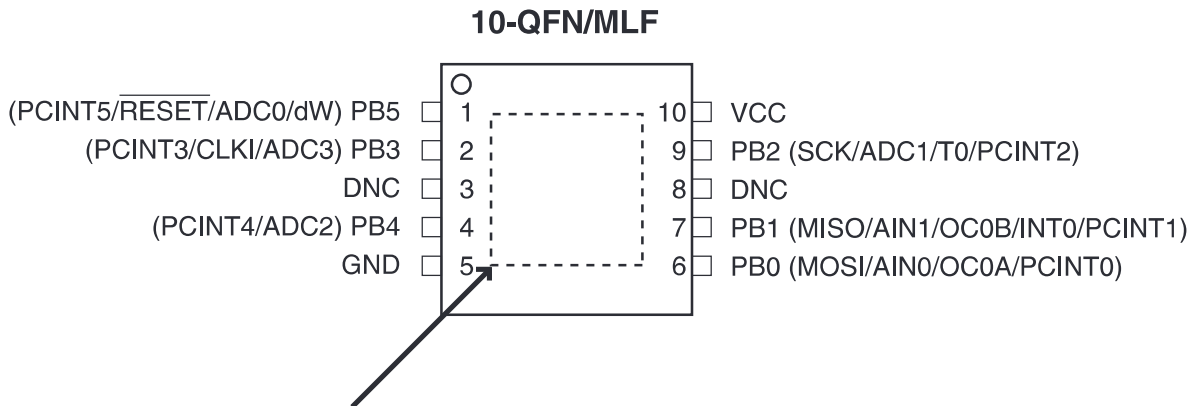 10-QFN/MLF
(PCINT5/RESET/ADC0/dW) PB5 1 10 VCC
(PCINT3/CLKI/ADC3) PB3 2 9 PB2 (SCK/ADC1/T0/PCINT2)
DNC 3 8 DNC
(PCINT4/ADC2) PB4 4 7 PB1 (MISO/AIN1/OC0B/INT0/PCINT1)
GND 5 6 PB0 (MOSI/AIN0/OC0A/PCINT0)